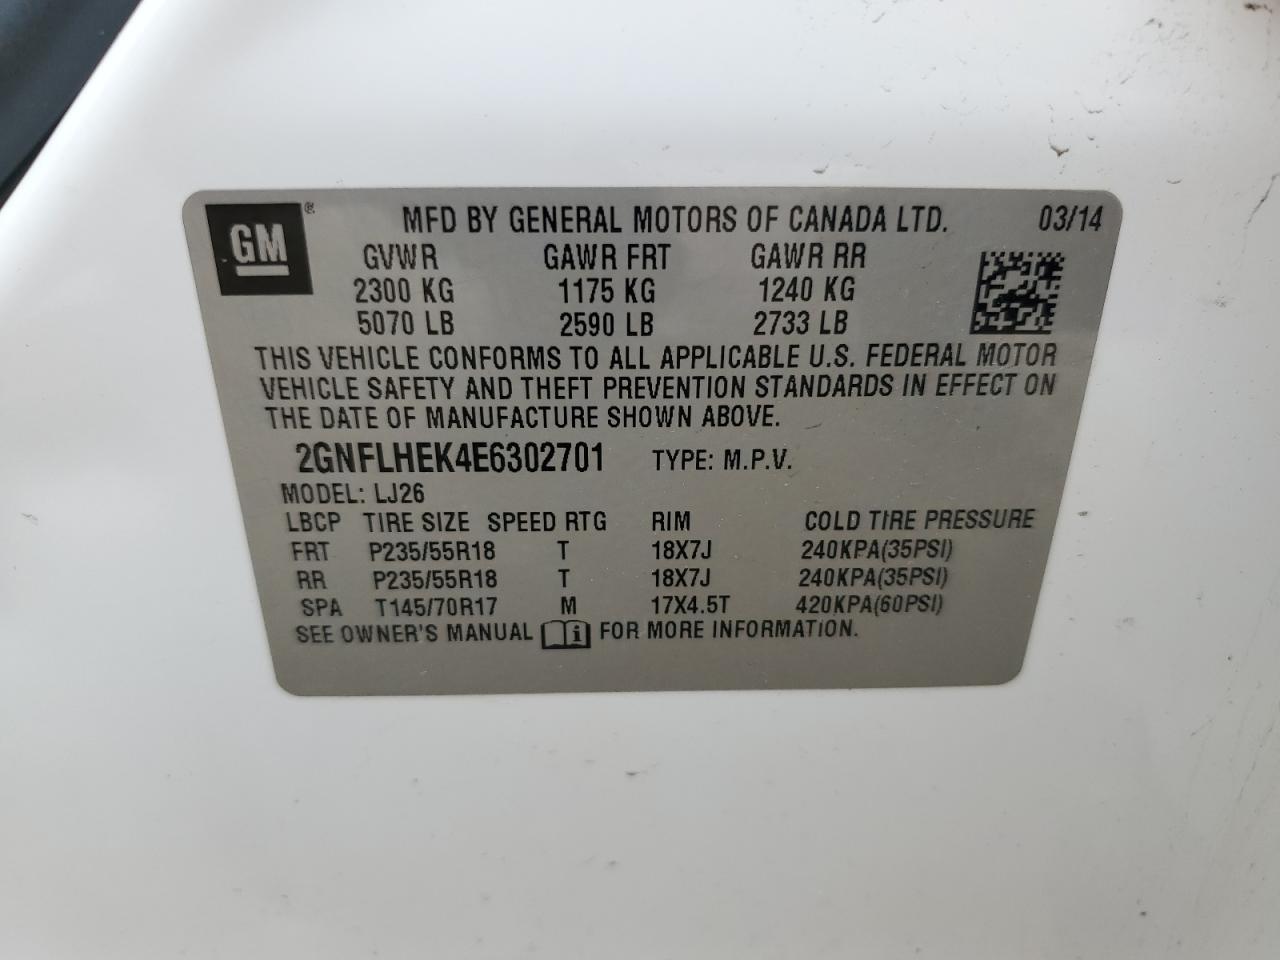 GM ® MFD BY GENERAL MOTORS OF CANADA LTD. 03/14
GVWR GAWR FRT GAWR RR
2300 KG 1175 KG 1240 KG
5070 LB 2590 LB 2733 LB
THIS VEHICLE CONFORMS TO ALL APPLICABLE U.S. FEDERAL MOTOR
VEHICLE SAFETY AND THEFT PREVENTION STANDARDS IN EFFECT ON
THE DATE OF MANUFACTURE SHOWN ABOVE.
2GNFLHEK4E6302701 TYPE: M.P.V.
MODEL: LJ26
LBCP TIRE SIZE SPEED RTG RIM COLD TIRE PRESSURE
FRT P235/55R18 T 18X7J 240KPA(35PSI)
RR P235/55R18 T 18X7J 240KPA(35PSI)
SPA T145/70R17 M 17X4.5T 420KPA(60PSI)
SEE OWNER'S MANUAL i FOR MORE INFORMATION.